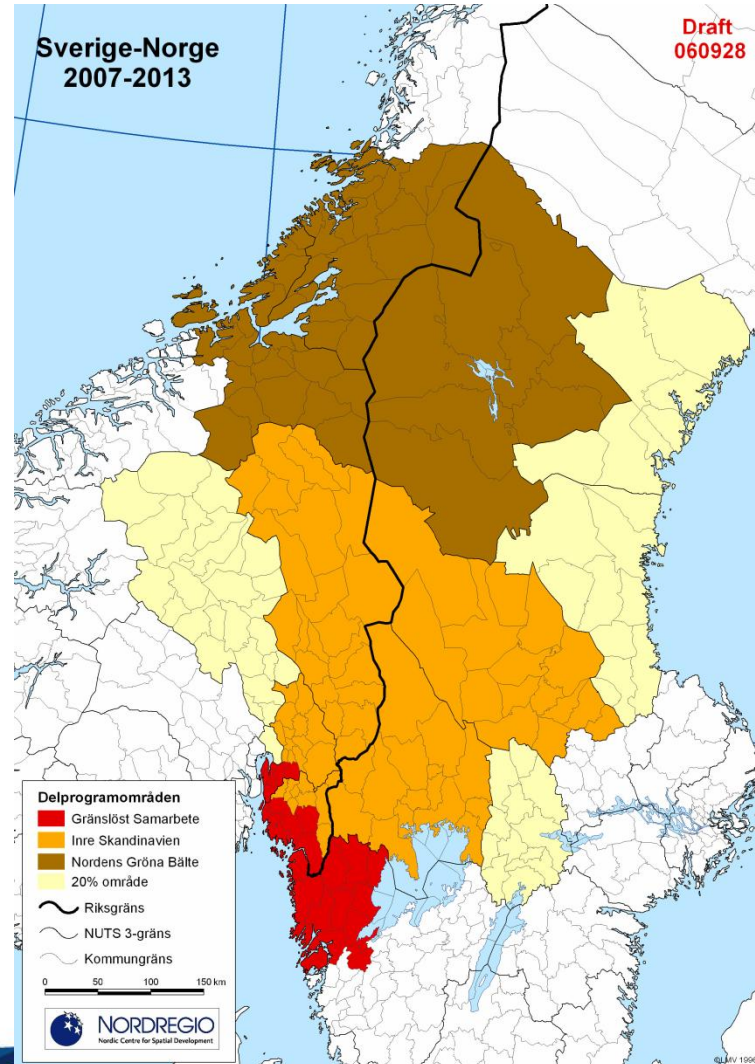 Sverige-Norge
2007-2013
Draft
060928
Delprogramområden
Gränslöst Samarbete
Inre Skandinavien
Nordens Gröna Bälte
20% område
Riksgräns
NUTS 3-gräns
Kommungräns
0 50 100 150 km
NORDREGIO
Nordic Centre for Spatial Development